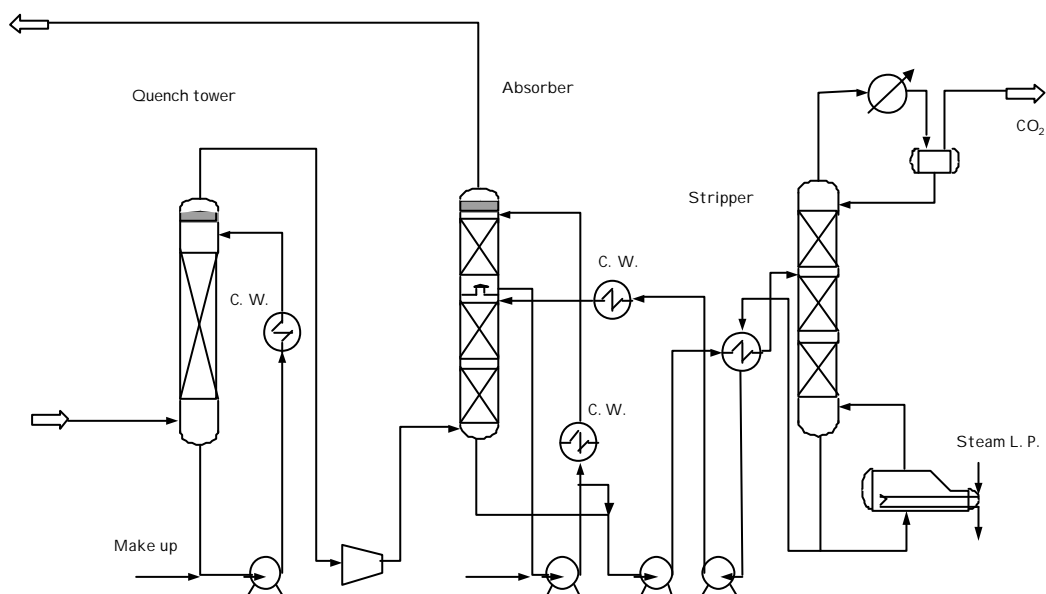 Quench tower
Absorber
CO₂
Stripper
C. W.
C. W.
C. W.
Steam L. P.
Make up